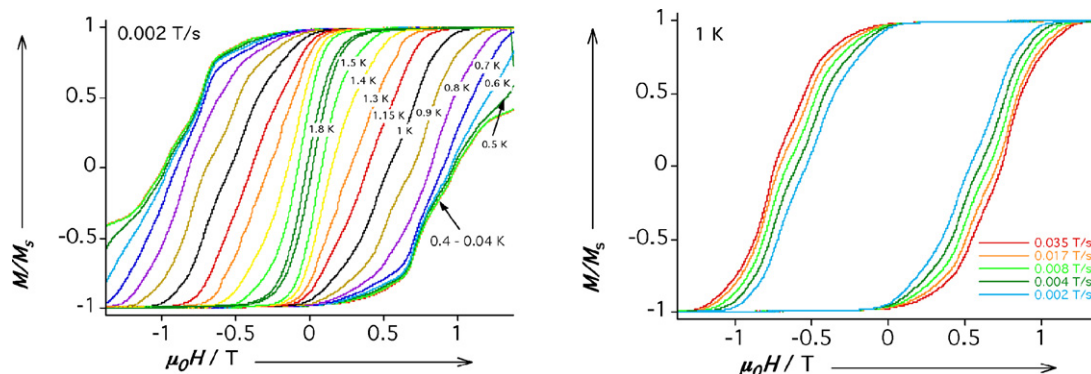 0.002 T/s
1
0.5
0
-0.5
-1
M/Ms
1.5 K
1.4 K
1.3 K
1.15 K
1 K
1.8 K
0.9 K
0.8 K
0.7 K
0.6 K
0.5 K
0.4 - 0.04 K
-1 -0.5 0 0.5 1
μ0H / T
1 K
1
0.5
0
-0.5
-1
M/Ms
0.035 T/s
0.017 T/s
0.008 T/s
0.004 T/s
0.002 T/s
-1 -0.5 0 0.5 1
μ0H / T